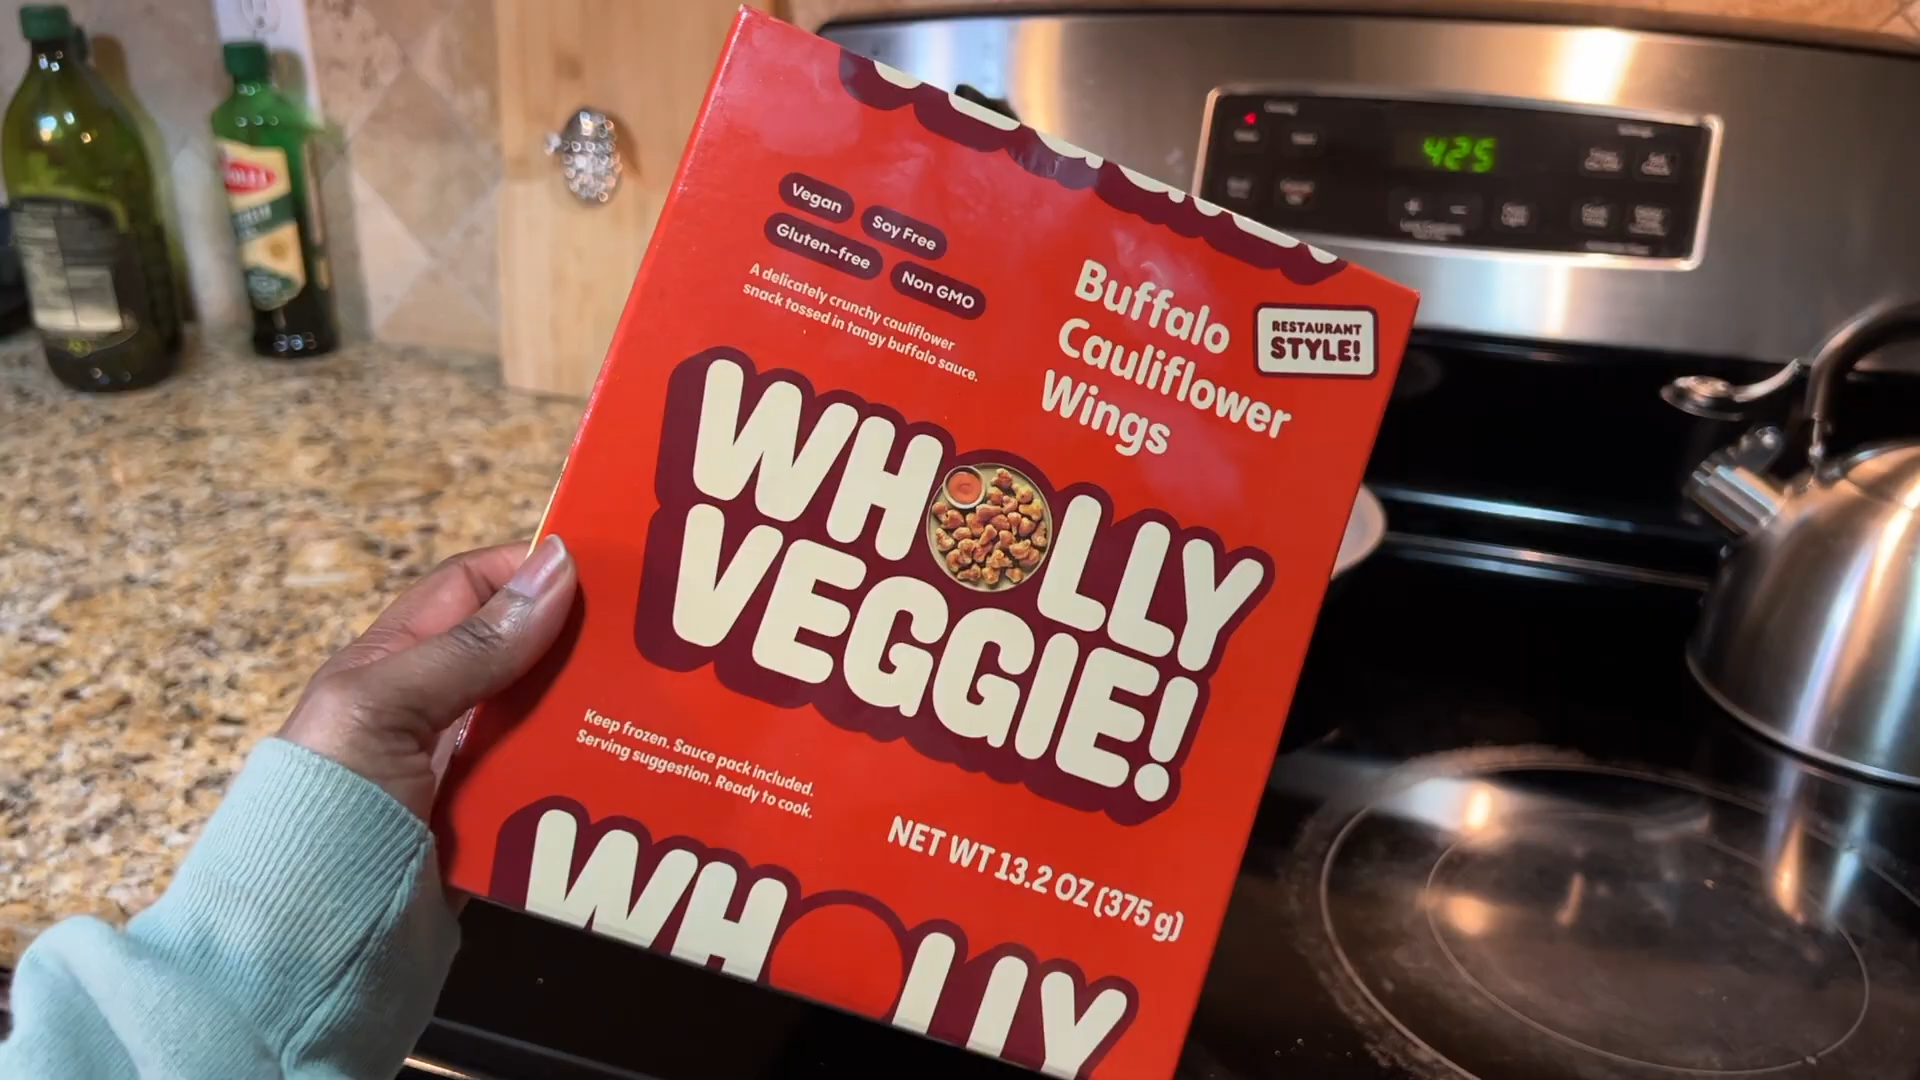 425
Vegan
Soy Free
Gluten-free
Non GMO
A delicately crunchy cauliflower
snack tossed in tangy buffalo sauce.
Buffalo
Cauliflower
Wings
RESTAURANT
STYLE!
WHOLLY
VEGGIE!
Keep frozen. Sauce pack included.
Serving suggestion. Ready to cook.
NET WT 13.2 OZ (375 g)
WHOLLY